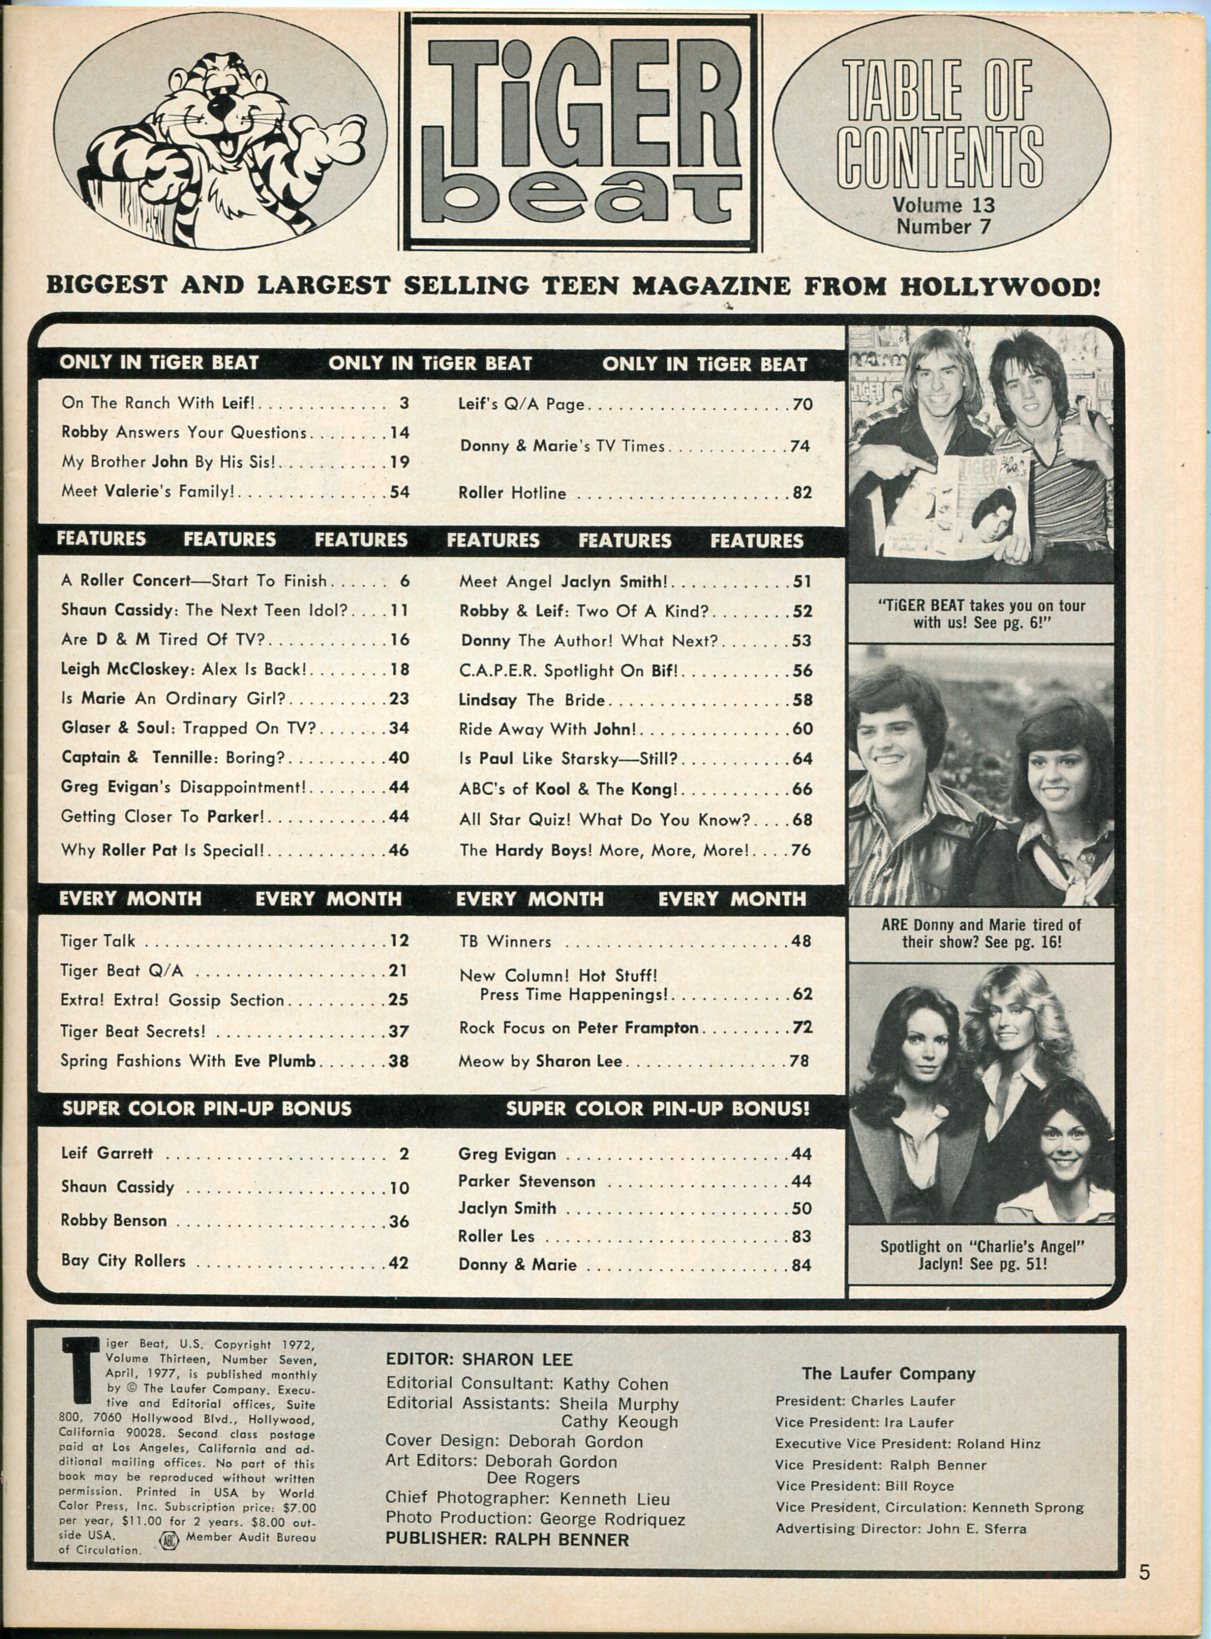 TiGER
beaT
TABLE OF
CONTENTS
Volume 13
Number 7
BIGGEST AND LARGEST SELLING TEEN MAGAZINE FROM HOLLYWOOD!
ONLY IN TiGER BEAT ONLY IN TiGER BEAT ONLY IN TiGER BEAT
On The Ranch With Leif!............. 3
Robby Answers Your Questions........14
My Brother John By His Sis!..........19
Meet Valerie's Family!..............54
Leif's Q/A Page..................70
Donny & Marie's TV Times...........74
Roller Hotline .....................82
FEATURES FEATURES FEATURES FEATURES FEATURES FEATURES
A Roller Concert—Start To Finish...... 6
Shaun Cassidy: The Next Teen Idol?....11
Are D & M Tired Of TV?............16
Leigh McCloskey: Alex Is Back!........18
Is Marie An Ordinary Girl?..........23
Glaser & Soul: Trapped On TV?.......34
Captain & Tennille: Boring?..........40
Greg Evigan's Disappointment!........44
Getting Closer To Parker!............44
Why Roller Pat Is Special!............46
Meet Angel Jaclyn Smith!...........51
Robby & Leif: Two Of A Kind?........52
Donny The Author! What Next?.......53
C.A.P.E.R. Spotlight On Bif!..........56
Lindsay The Bride.................58
Ride Away With John!..............60
Is Paul Like Starsky—Still?..........64
ABC's of Kool & The Kong!..........66
All Star Quiz! What Do You Know?....68
The Hardy Boys! More, More, More!....76
EVERY MONTH EVERY MONTH EVERY MONTH EVERY MONTH
Tiger Talk .......................12
Tiger Beat Q/A ..................21
Extra! Extra! Gossip Section.........25
Tiger Beat Secrets! ................37
Spring Fashions With Eve Plumb.......38
TB Winners .....................48
New Column! Hot Stuff!
Press Time Happenings!...........62
Rock Focus on Peter Frampton........72
Meow by Sharon Lee...............78
SUPER COLOR PIN-UP BONUS SUPER COLOR PIN-UP BONUS!
Leif Garrett ..................... 2
Shaun Cassidy ...................10
Robby Benson ....................36
Bay City Rollers ..................42
Greg Evigan .....................44
Parker Stevenson .................44
Jaclyn Smith .....................50
Roller Les .......................83
Donny & Marie ...................84
TiGER
"TiGER BEAT takes you on tour
with us! See pg. 6!"
ARE Donny and Marie tired of
their show? See pg. 16!
Spotlight on "Charlie's Angel"
Jaclyn! See pg. 51!
Tiger Beat, U.S. Copyright 1972,
Volume Thirteen, Number Seven,
April, 1977, is published monthly
by © The Laufer Company. Execu-
tive and Editorial offices, Suite
800, 7060 Hollywood Blvd., Hollywood,
California 90028. Second class postage
paid at Los Angeles, California and ad-
ditional mailing offices. No part of this
book may be reproduced without written
permission. Printed in USA by World
Color Press, Inc. Subscription price: $7.00
per year, $11.00 for 2 years. $8.00 out-
side USA. ABC Member Audit Bureau
of Circulation.
EDITOR: SHARON LEE
Editorial Consultant: Kathy Cohen
Editorial Assistants: Sheila Murphy
Cathy Keough
Cover Design: Deborah Gordon
Art Editors: Deborah Gordon
Dee Rogers
Chief Photographer: Kenneth Lieu
Photo Production: George Rodriquez
PUBLISHER: RALPH BENNER
The Laufer Company
President: Charles Laufer
Vice President: Ira Laufer
Executive Vice President: Roland Hinz
Vice President: Ralph Benner
Vice President: Bill Royce
Vice President, Circulation: Kenneth Sprong
Advertising Director: John E. Sferra
5